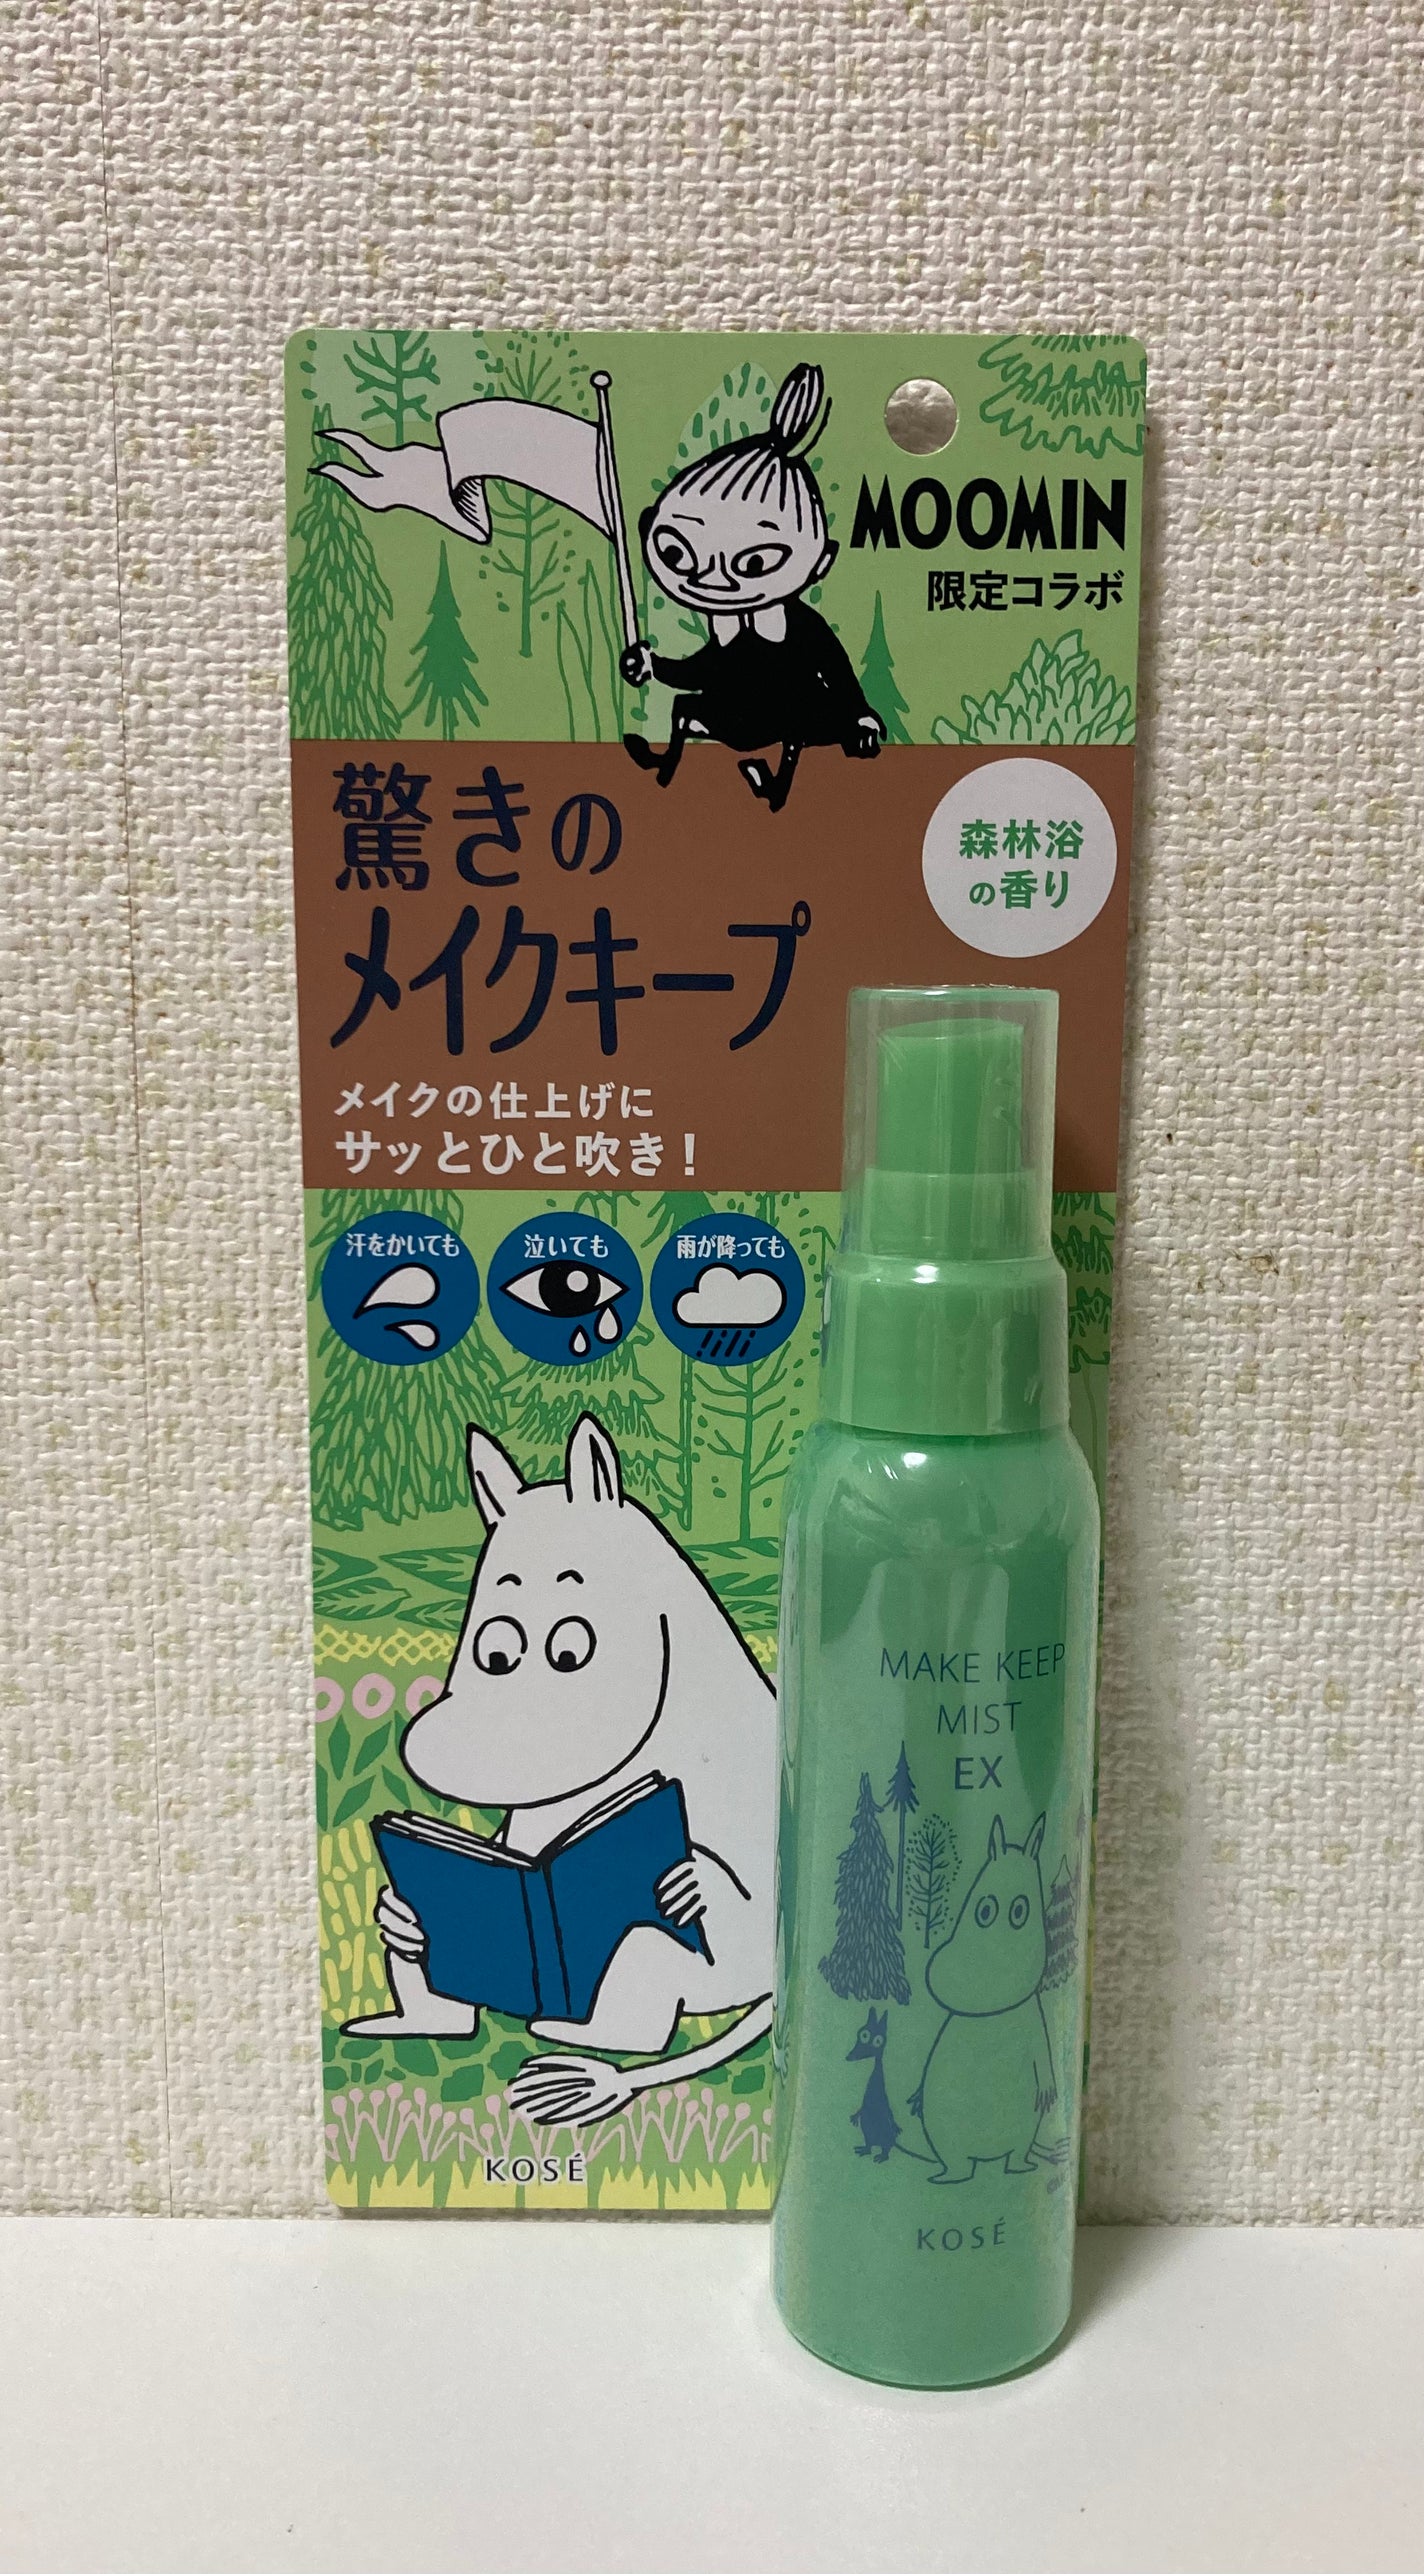 MOOMIN
限定コラボ
驚きの
メイクキープ
森林浴
の香り
メイクの仕上げに
サッとひと吹き!
汗をかいても
泣いても
雨が降っても
MAKE KEEP
MIST
EX
KOSÉ
KOSÉ